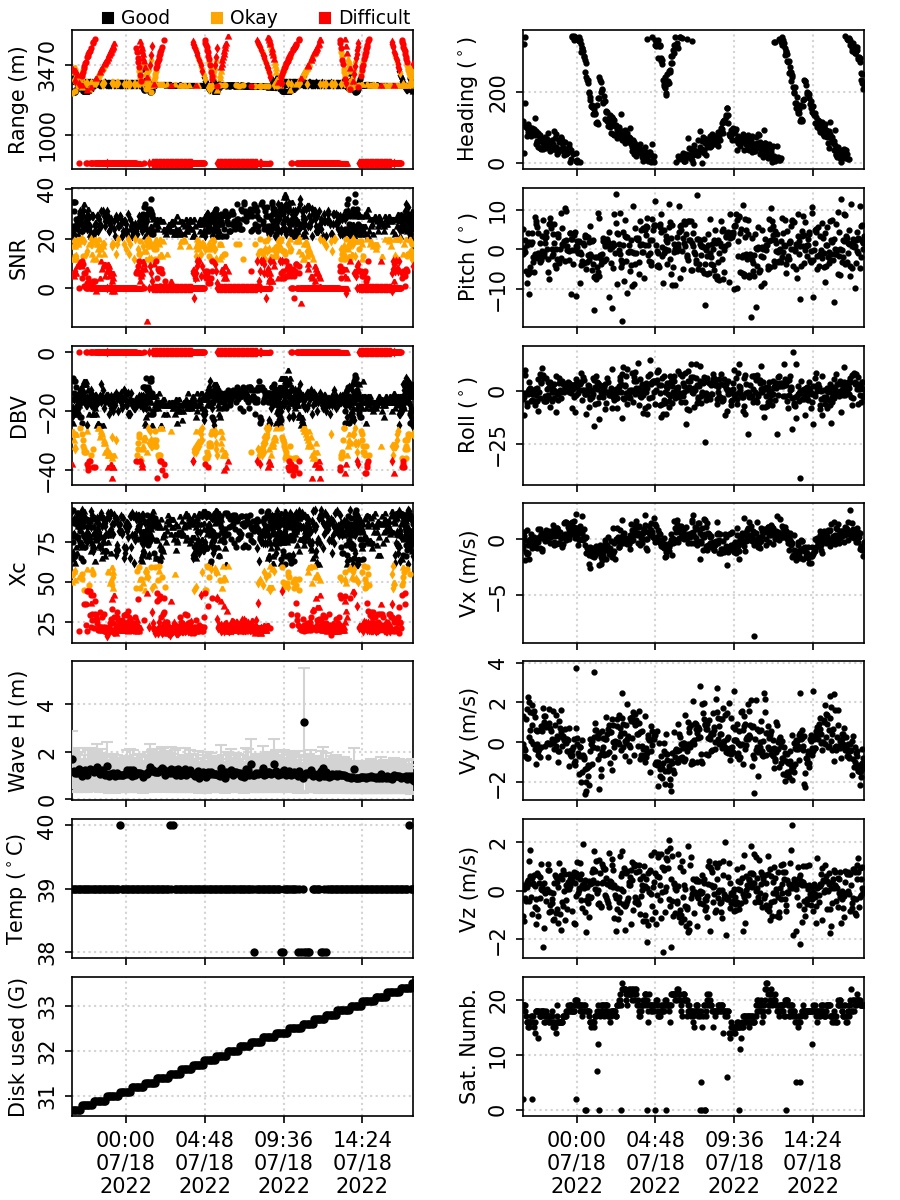 Good Okay Difficult
Range (m)
3470
1000
Heading (°)
200
0
SNR
40
20
0
Pitch (°)
10
0
−10
DBV
0
−20
−40
Roll (°)
0
−25
Xc
75
50
25
Vx (m/s)
0
−5
Wave H (m)
4
2
0
Vy (m/s)
4
2
0
−2
Temp (°C)
40
39
38
Vz (m/s)
2
0
−2
Disk used (G)
33
32
31
Sat. Numb.
20
10
0
00:00 04:48 09:36 14:24
07/18 07/18 07/18 07/18
2022 2022 2022 2022
00:00 04:48 09:36 14:24
07/18 07/18 07/18 07/18
2022 2022 2022 2022